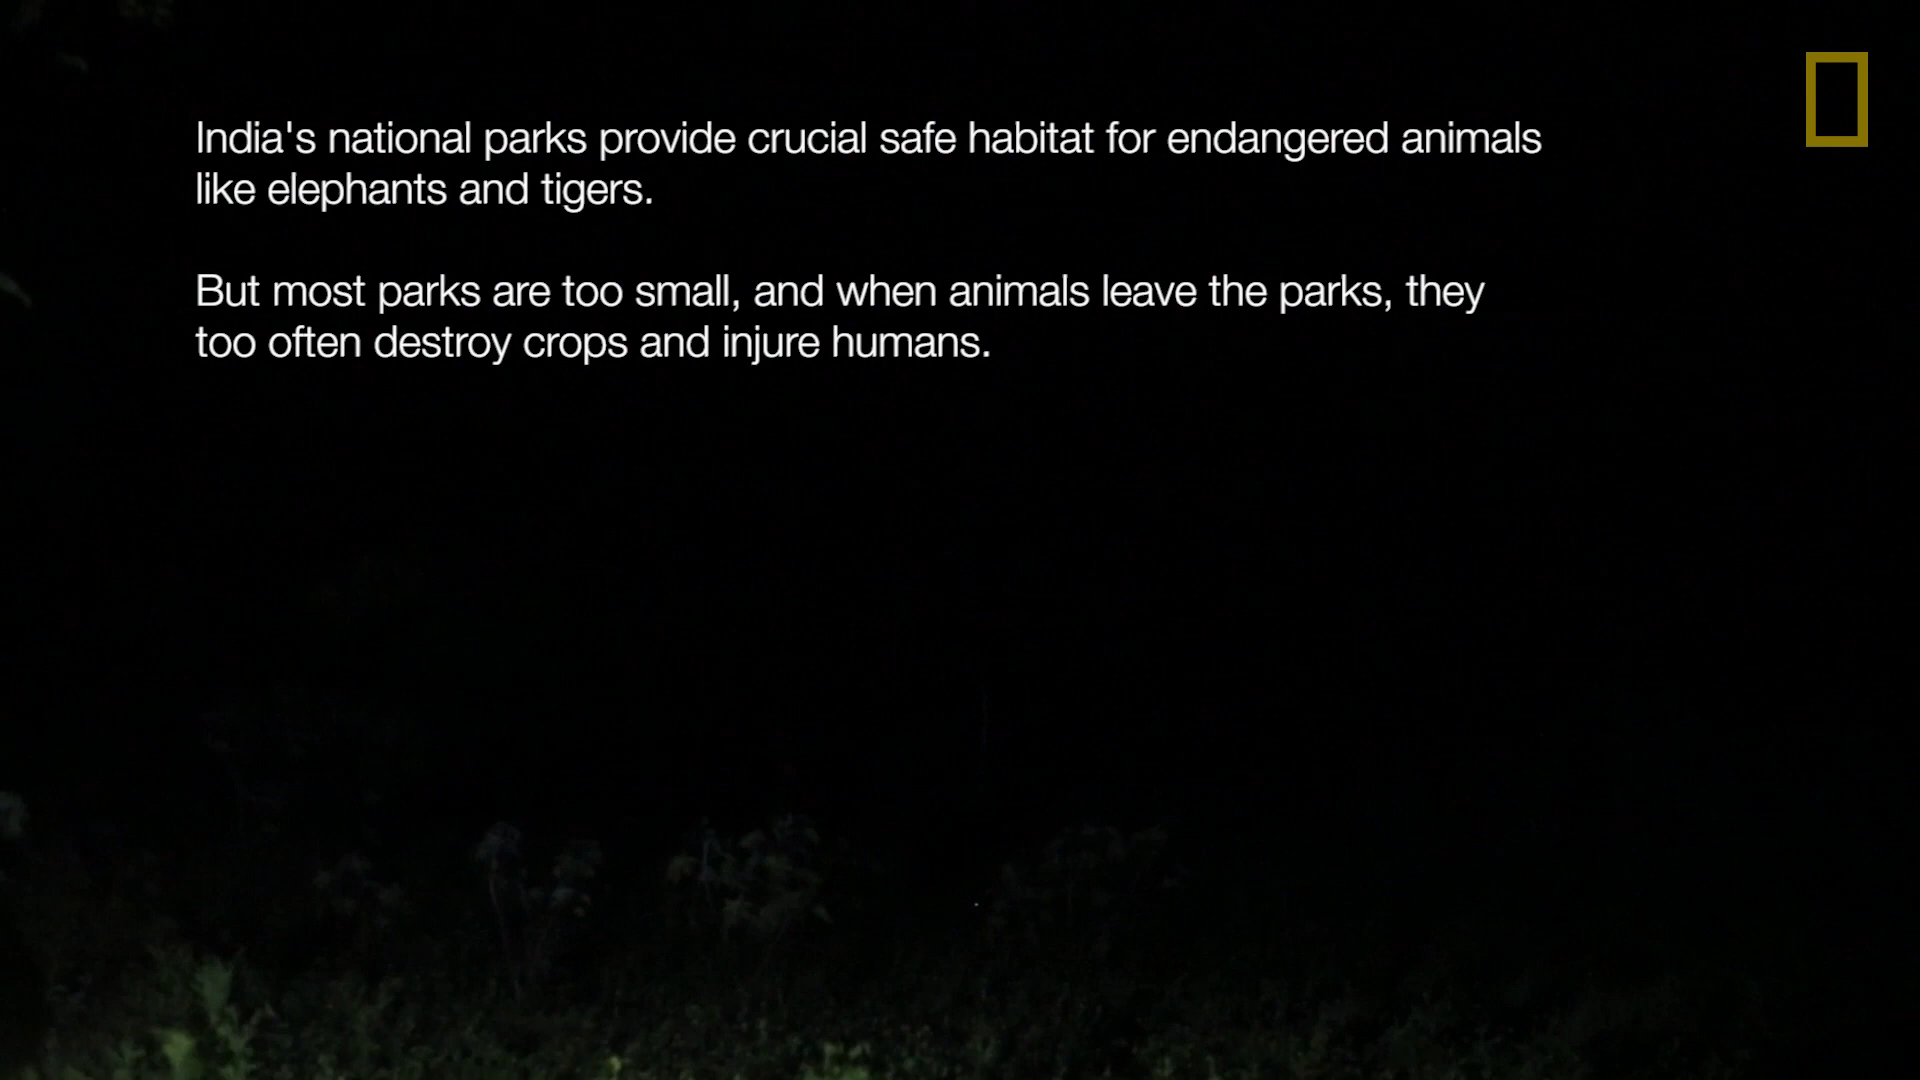 India's national parks provide crucial safe habitat for endangered animals
like elephants and tigers.
But most parks are too small, and when animals leave the parks, they
too often destroy crops and injure humans.